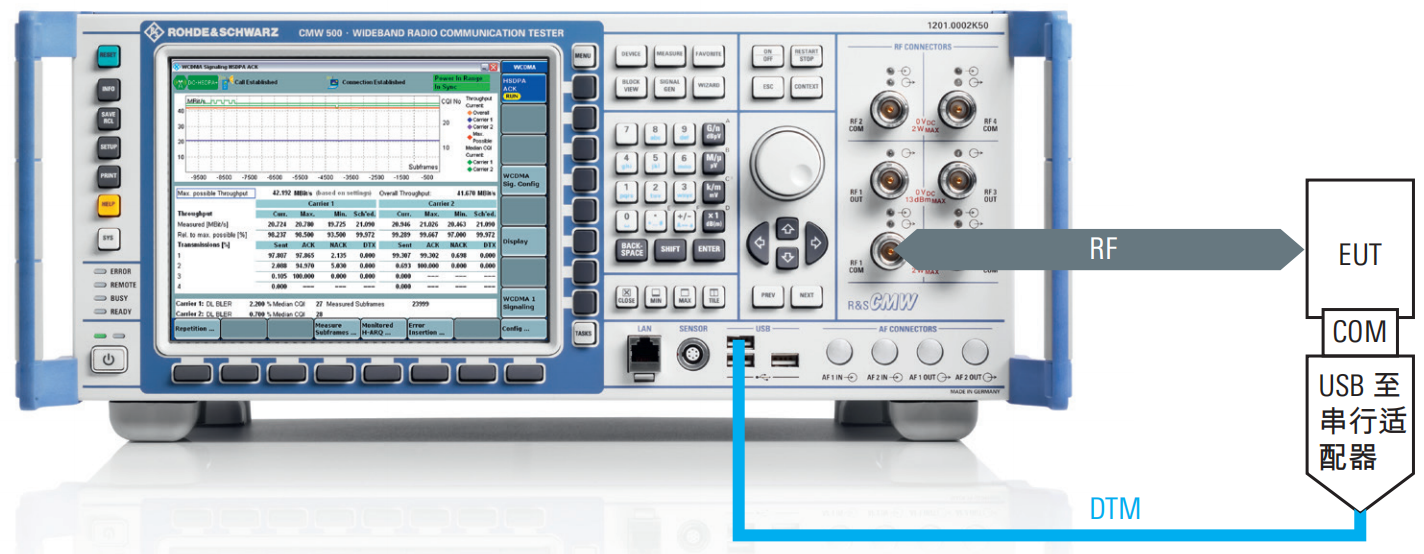 ROHDE&SCHWARZ CMW 500 · WIDEBAND RADIO COMMUNICATION TESTER
1201.0002K50
RESET
INFO
SAVE
RCL
SETUP
PRINT
HELP
SYS
ERROR
REMOTE
BUSY
READY
WCDMA Signaling HSDPA ACK
DC-HSDPA
Call Established
Connection Established
Power In Range
In Sync
MBit/s
CQI No
Throughput
Current:
Overall
Carrier 1
Carrier 2
Max.
Possible
Median CQI
Current:
Carrier 1
Carrier 2
40
30
20
10
20
10
Subframes
-9500 -8500 -7500 -6500 -5500 -4500 -3500 -2500 -1500 -500
Max. possible Throughput 42.192 MBit/s (based on settings) Overall Throughput: 41.670 MBit/s
Carrier 1 Carrier 2
Throughput Curr. Max. Min. Sch'ed. Curr. Max. Min. Sch'ed.
Measured [MBit/s] 20.724 20.780 19.725 21.090 20.946 21.026 20.463 21.090
Rel. to max. possible [%] 98.237 98.500 93.500 99.972 99.289 99.667 97.000 99.972
Transmissions [%] Sent ACK NACK DTX Sent ACK NACK DTX
1 97.807 97.865 2.135 0.000 99.307 99.302 0.698 0.000
2 2.088 94.970 5.030 0.000 0.693 100.000 0.000 0.000
3 0.105 100.000 0.000 0.000 0.000 ---- ---- ----
4 0.000 ---- ---- ---- 0.000 ---- ---- ----
Carrier 1: DL BLER 2.200 % Median CQI 27 Measured Subframes 23999
Carrier 2: DL BLER 0.700 % Median CQI 28
Repetition ...
Measure
Subframes ...
Monitored
H-ARQ ...
Error
Insertion ...
Config ...
WCDMA
HSDPA
ACK
RUN
WCDMA
Sig. Config
Display
WCDMA 1
Signaling
MENU
TASKS
DEVICE MEASURE FAVORITE
BLOCK
VIEW
SIGNAL
GEN
WIZARD
ON
OFF
RESTART
STOP
ESC CONTEXT
7 8 9 G/n
dBµV
4 5 6 M/µ
µV
1 2 3 k/m
mV
0 . +/- x1
BACK-
SPACE
SHIFT ENTER
CLOSE MIN MAX TILE
PREV NEXT
LAN SENSOR USB
RF CONNECTORS
RF 2
COM
0 VDC
2 W MAX
RF 4
COM
RF 1
OUT
0 VDC
13 dBm MAX
RF 3
OUT
RF 1
COM
2 W MAX
R&S CMW
AF CONNECTORS
AF 1 IN AF 2 IN AF 1 OUT AF 2 OUT
MADE IN GERMANY
RF
EUT
COM
USB 至
串行适
配器
DTM